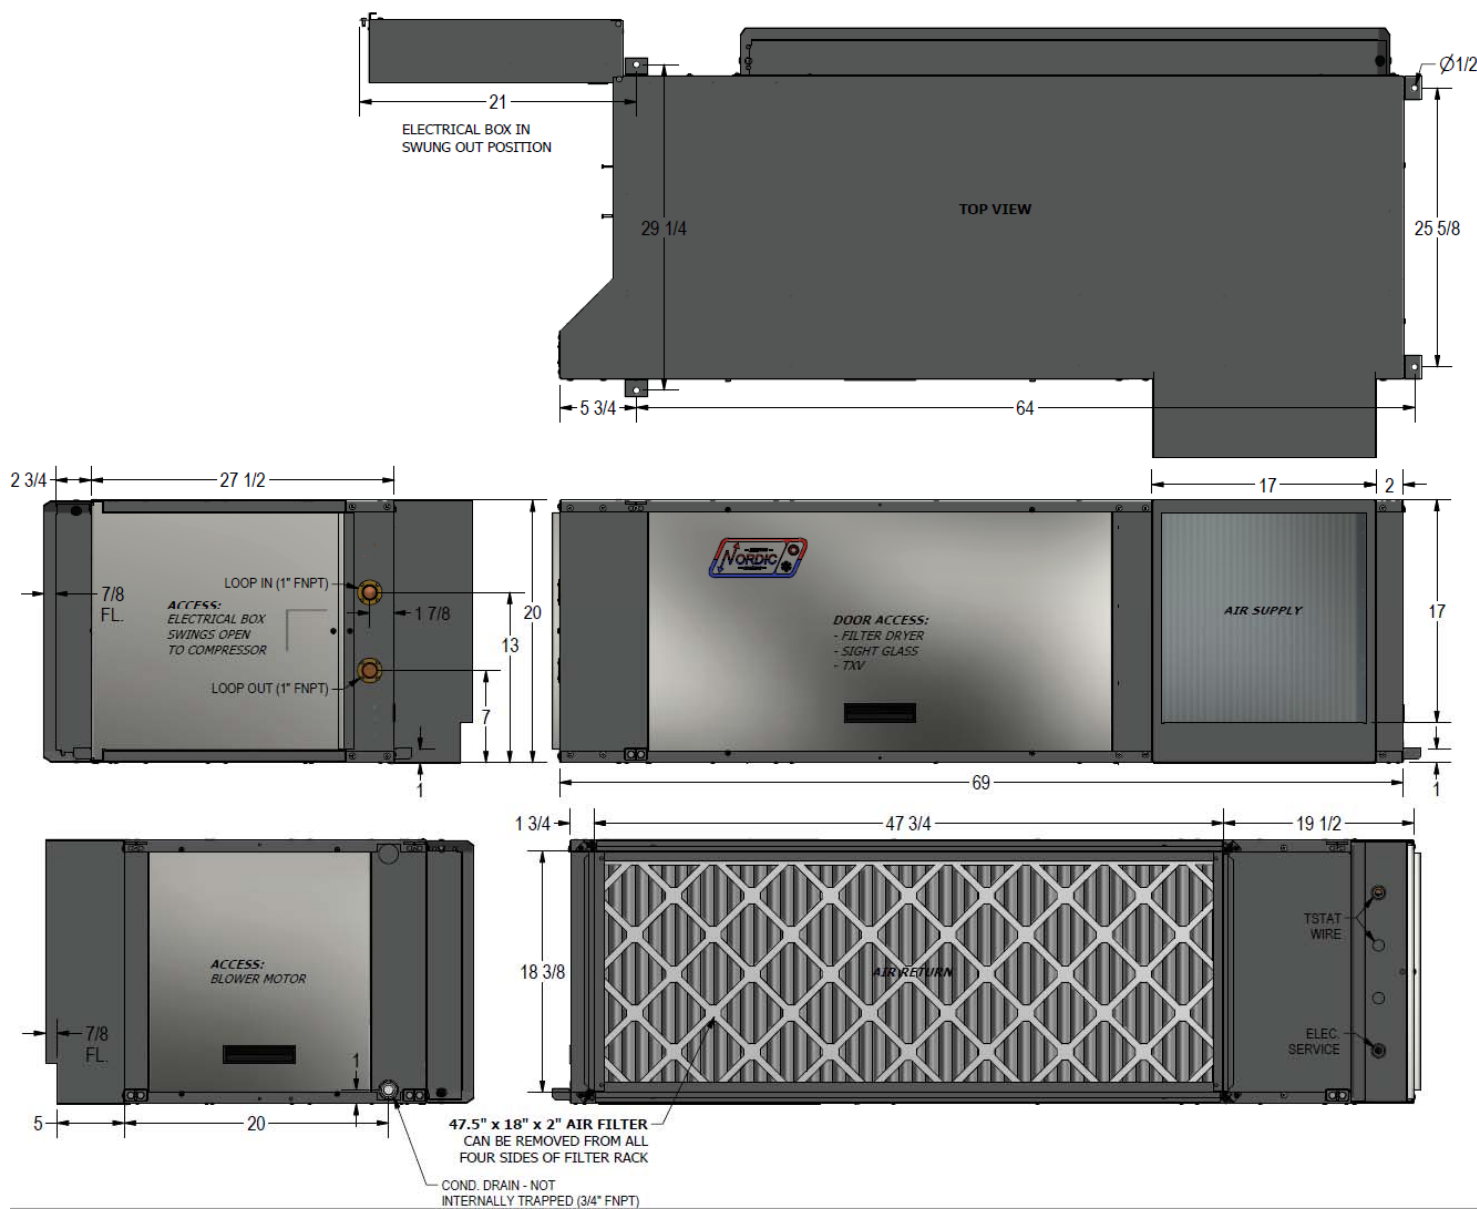 Ø1/2
21
ELECTRICAL BOX IN
SWUNG OUT POSITION
TOP VIEW
29 1/4
25 5/8
5 3/4
64
2 3/4
27 1/2
17
2
LOOP IN (1" FNPT)
7/8
FL.
ACCESS:
ELECTRICAL BOX
SWINGS OPEN
TO COMPRESSOR
1 7/8
20
13
LOOP OUT (1" FNPT)
7
1
NORDIC
DOOR ACCESS:
- FILTER DRYER
- SIGHT GLASS
- TXV
AIR SUPPLY
17
1
69
1 3/4
47 3/4
19 1/2
ACCESS:
BLOWER MOTOR
7/8
FL.
1
5
20
18 3/8
AIR RETURN
TSTAT
WIRE
ELEC.
SERVICE
47.5" x 18" x 2" AIR FILTER
CAN BE REMOVED FROM ALL
FOUR SIDES OF FILTER RACK
COND. DRAIN - NOT
INTERNALLY TRAPPED (3/4" FNPT)